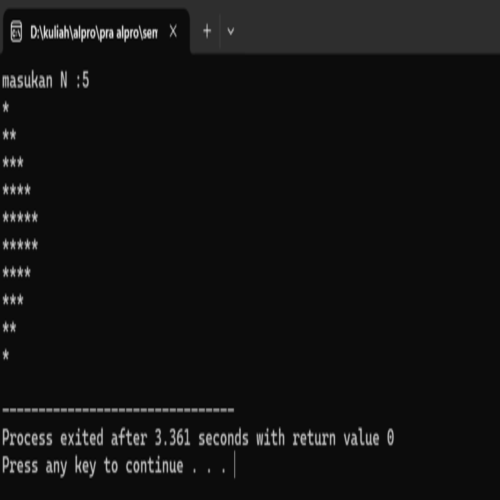 D:\kuliah\alpro\pra alpro\sem
masukan N :5
*
**
***
****
*****
*****
****
***
**
*
--------------------------------
Process exited after 3.361 seconds with return value 0
Press any key to continue . . .